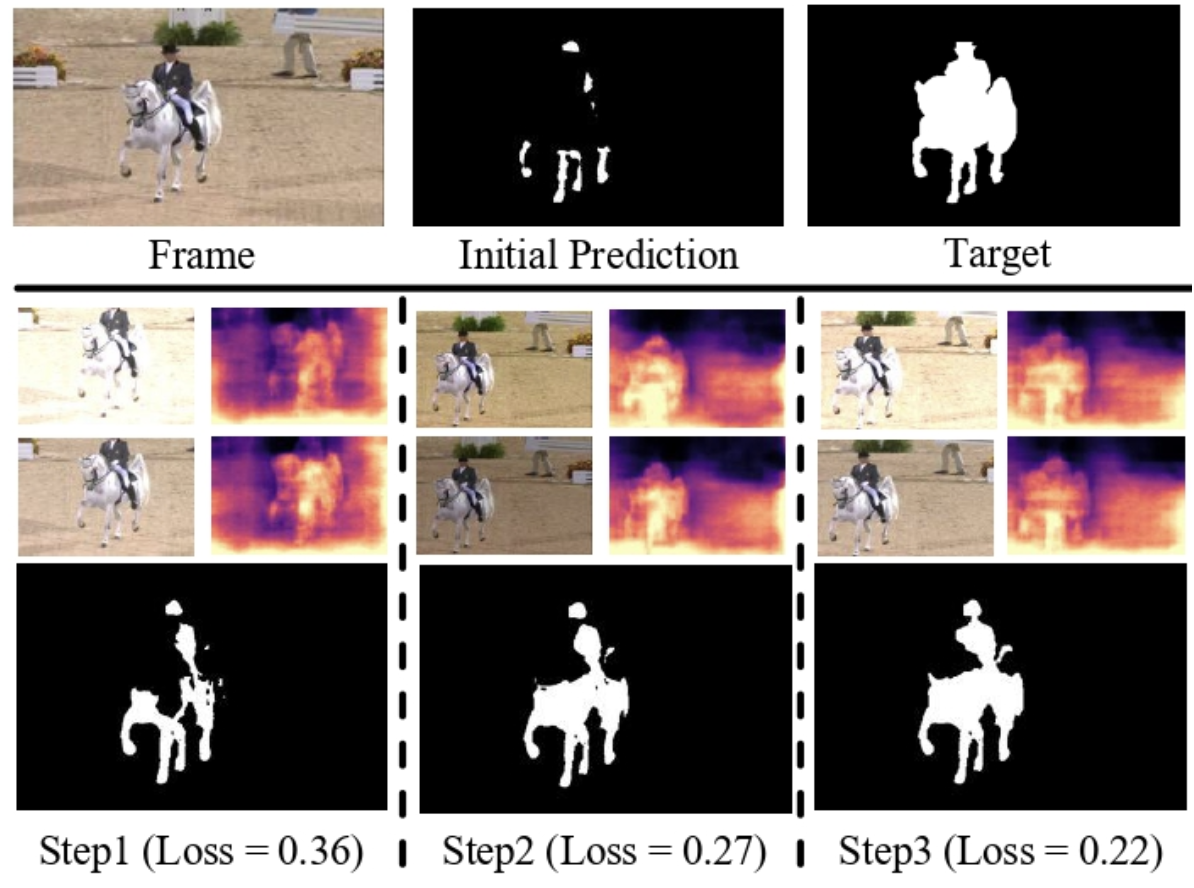 Frame
Initial Prediction
Target
Step1 (Loss = 0.36)
Step2 (Loss = 0.27)
Step3 (Loss = 0.22)